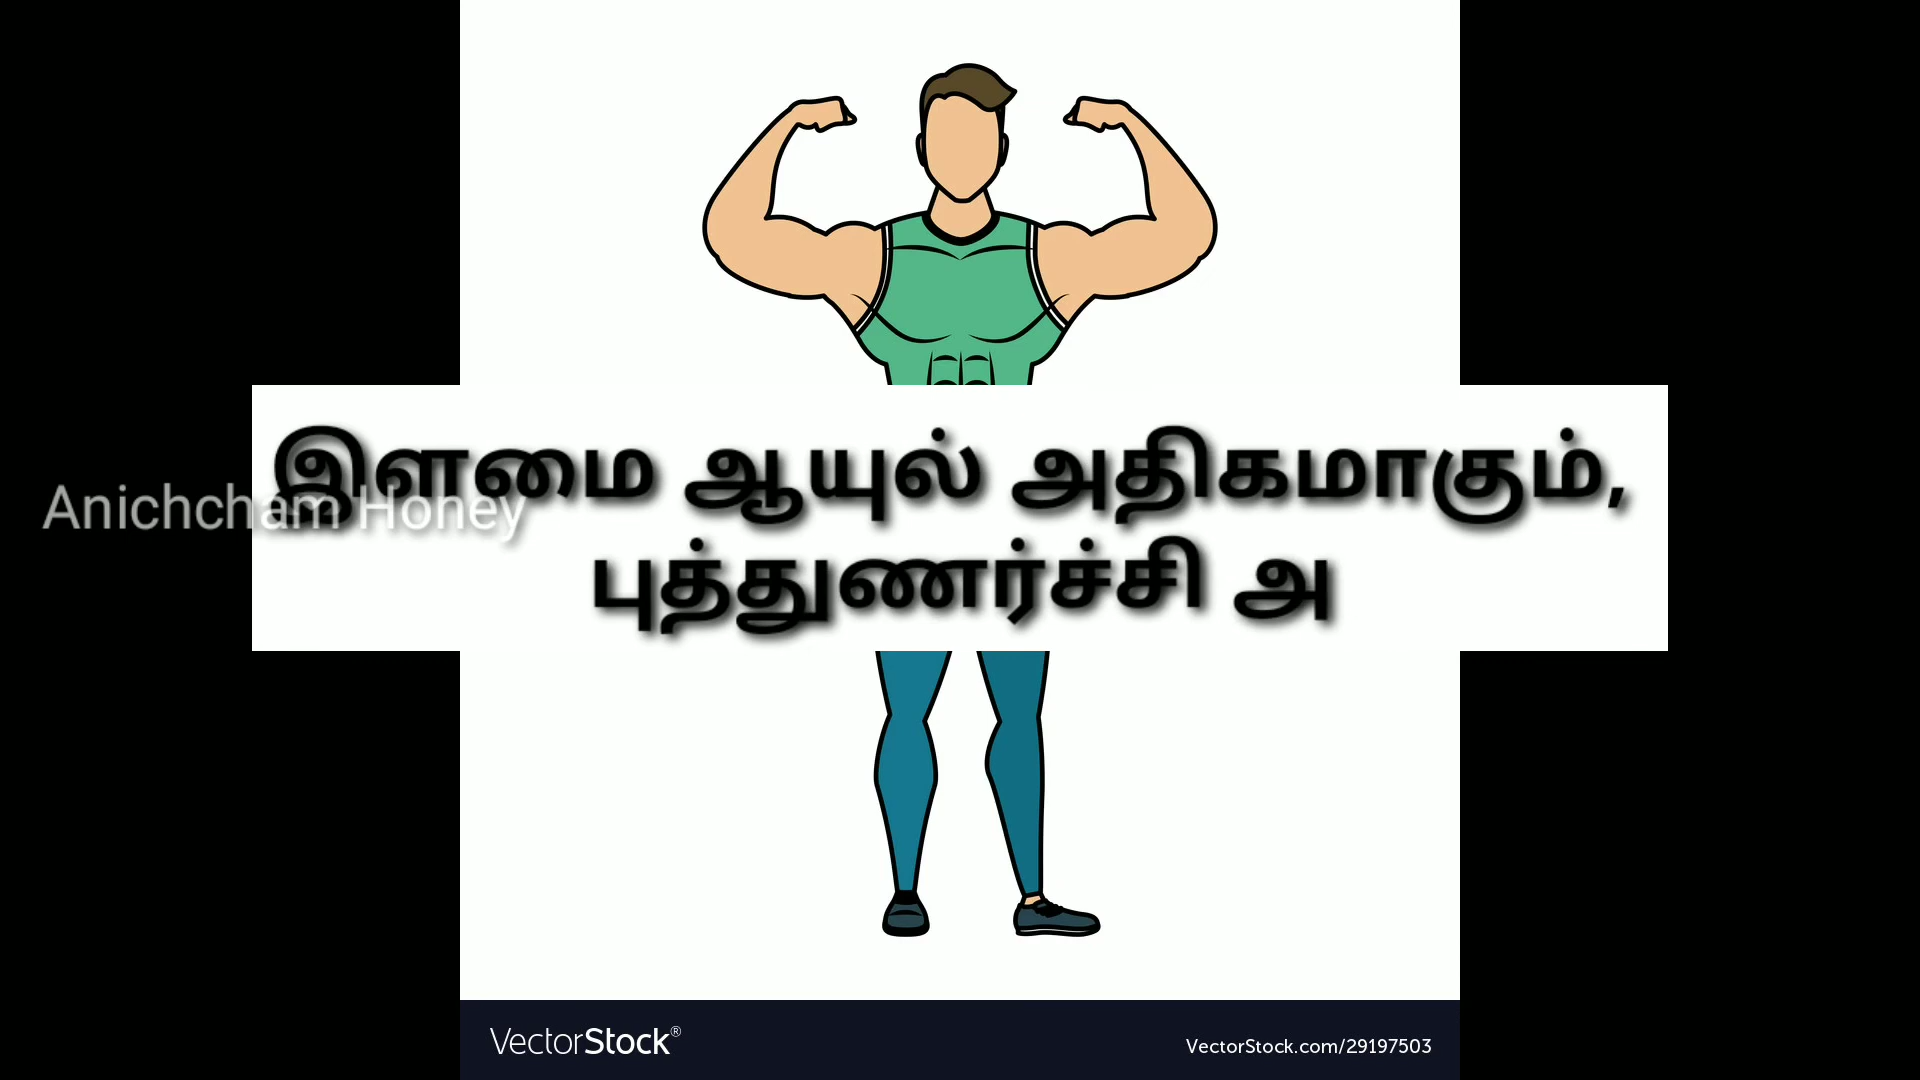 இளமை ஆயுல் அதிகமாகும்,
Anichcham Honey
புத்துணர்ச்சி அ
VectorStock®
VectorStock.com/29197503